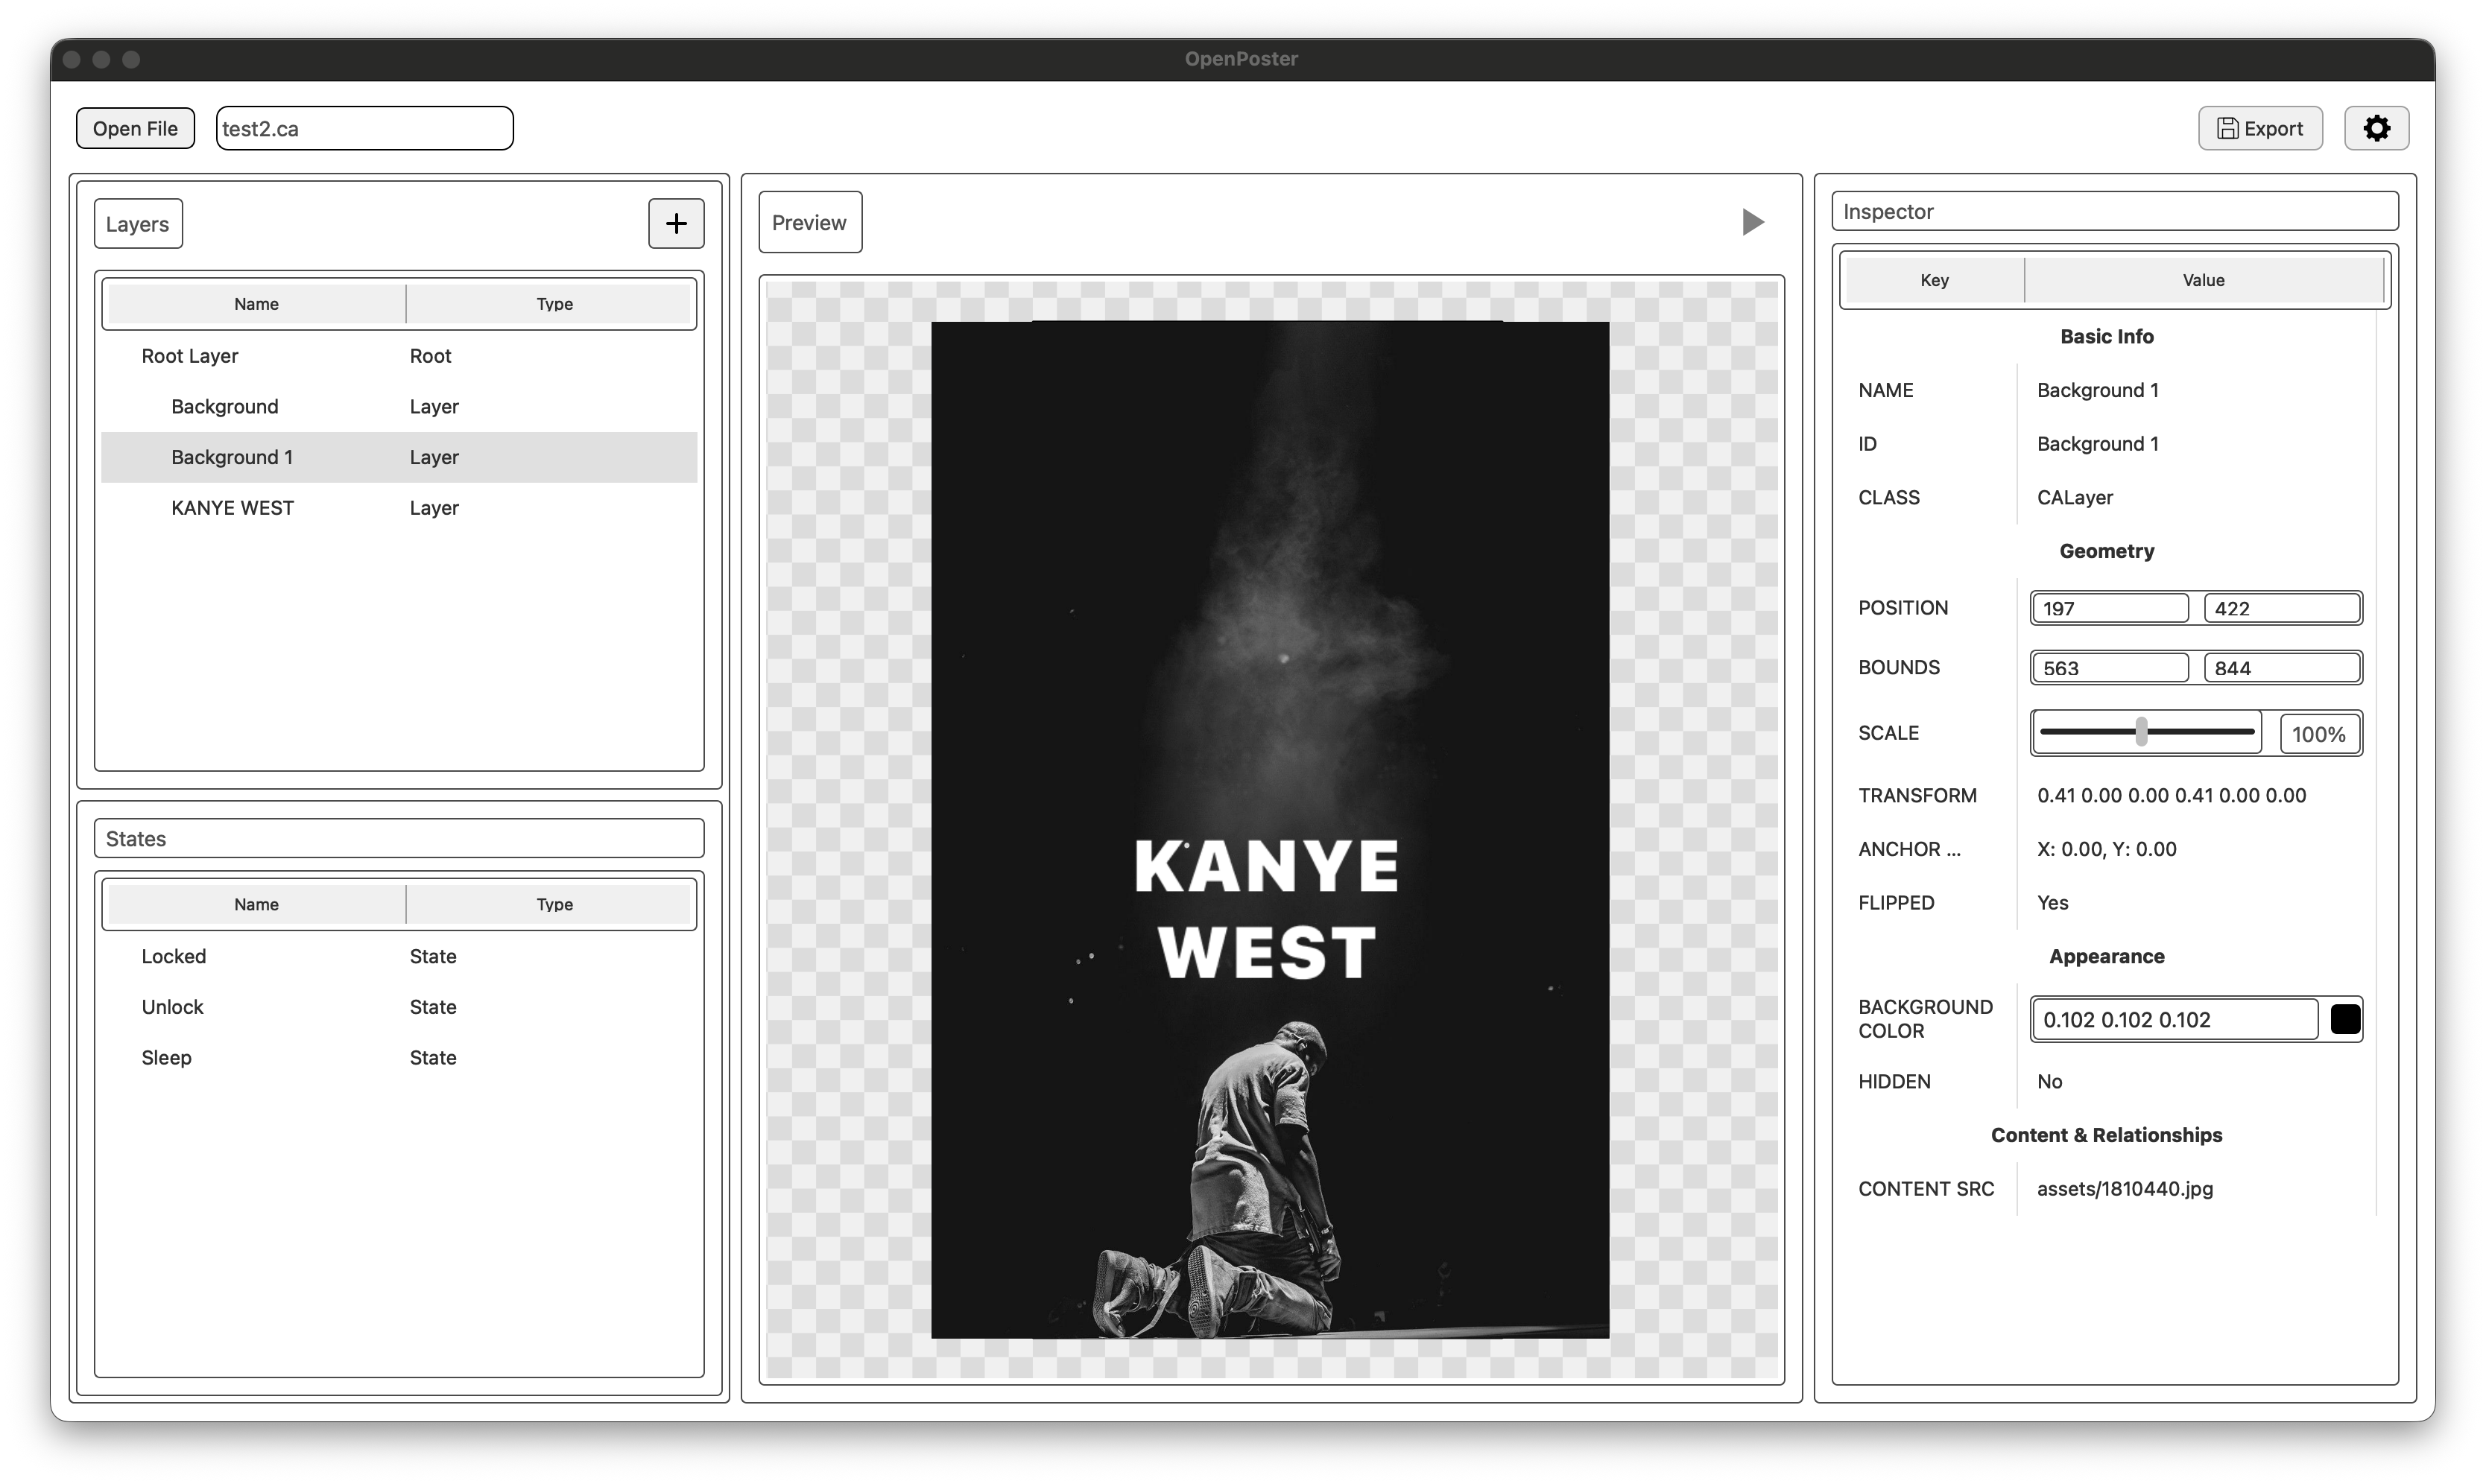 OpenPoster
Open File
test2.ca
Export
Layers
Name Type
Root Layer Root
Background Layer
Background 1 Layer
KANYE WEST Layer
States
Name Type
Locked State
Unlock State
Sleep State
Preview
KANYE
WEST
Inspector
Key Value
Basic Info
NAME Background 1
ID Background 1
CLASS CALayer
Geometry
POSITION 197 422
BOUNDS 563 844
SCALE 100%
TRANSFORM 0.41 0.00 0.00 0.41 0.00 0.00
ANCHOR ... X: 0.00, Y: 0.00
FLIPPED Yes
Appearance
BACKGROUND
COLOR 0.102 0.102 0.102
HIDDEN No
Content & Relationships
CONTENT SRC assets/1810440.jpg